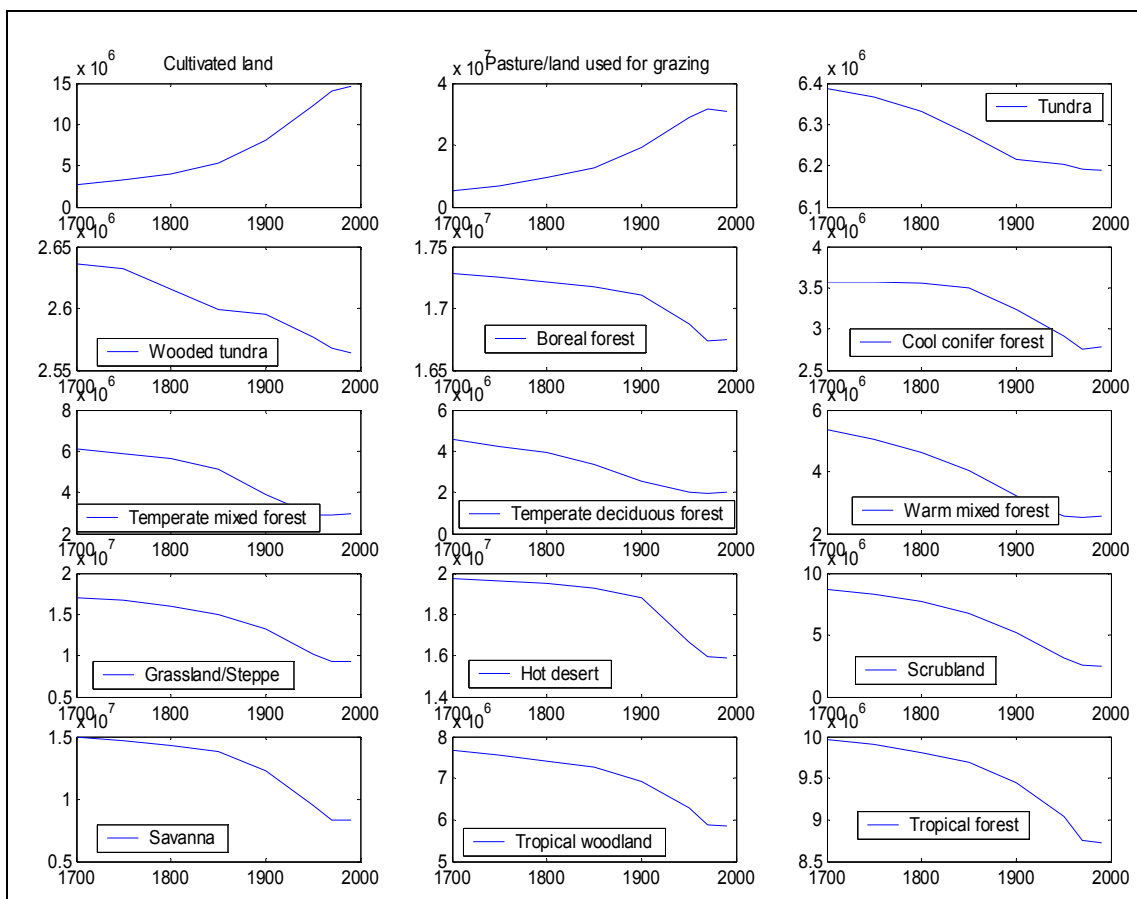 x 10^6
Cultivated land
15
10
5
0
1700 1800 1900 2000
x 10^7
Pasture/land used for grazing
4
2
0
1700 1800 1900 2000
x 10^6
6.4
6.3
6.2
6.1
Tundra
1700 1800 1900 2000
x 10^6
2.65
2.6
2.55
Wooded tundra
1700 1800 1900 2000
x 10^7
1.75
1.7
1.65
Boreal forest
1700 1800 1900 2000
x 10^6
4
3.5
3
2.5
Cool conifer forest
1700 1800 1900 2000
x 10^6
8
6
4
2
Temperate mixed forest
1700 1800 1900 2000
x 10^6
6
4
2
0
Temperate deciduous forest
1700 1800 1900 2000
x 10^6
6
4
2
Warm mixed forest
1700 1800 1900 2000
x 10^7
2
1.5
1
0.5
Grassland/Steppe
1700 1800 1900 2000
x 10^7
2
1.8
1.6
1.4
Hot desert
1700 1800 1900 2000
x 10^6
10
5
0
Scrubland
1700 1800 1900 2000
x 10^7
1.5
1
0.5
Savanna
1700 1800 1900 2000
x 10^6
8
7
6
5
Tropical woodland
1700 1800 1900 2000
x 10^6
10
9.5
9
8.5
Tropical forest
1700 1800 1900 2000